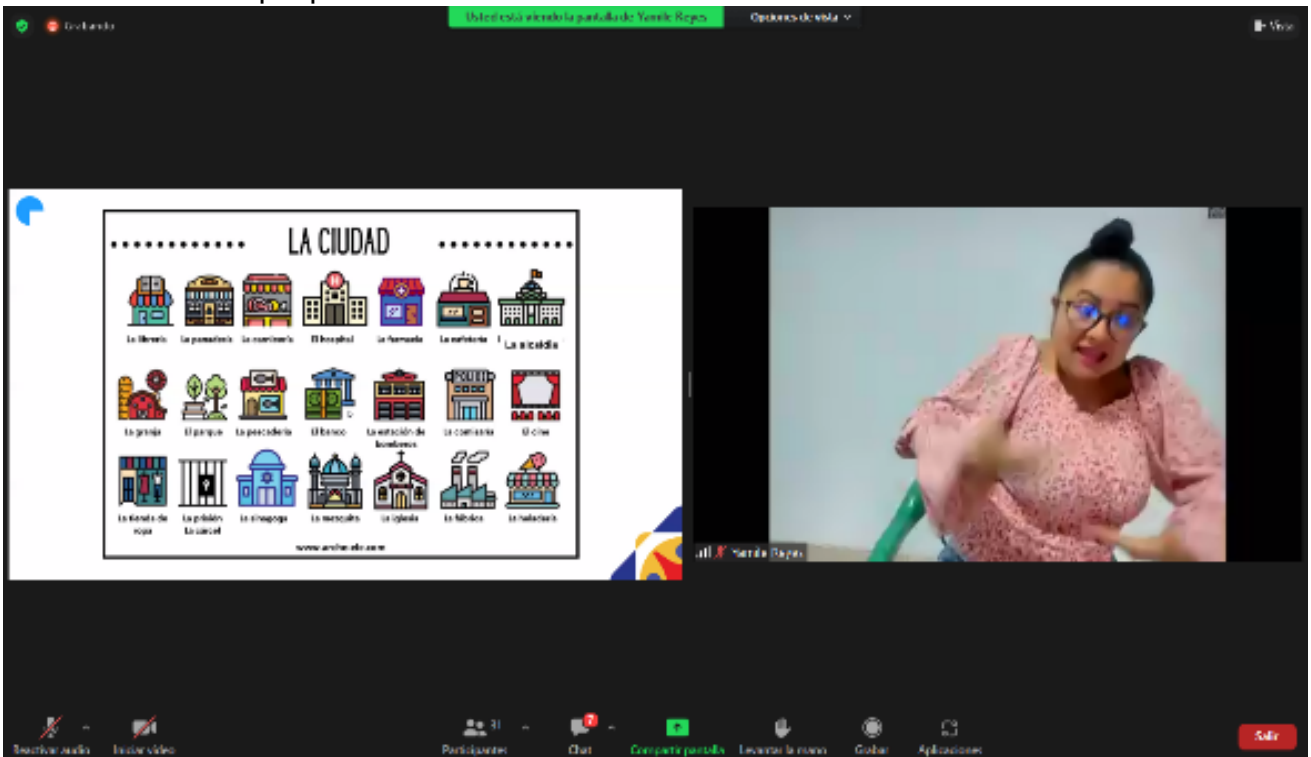 Grabando
Usted está viendo la pantalla de Yamile Reyes
Opciones de vista
Vista
LA CIUDAD
La librería La panadería La carnicería El hospital La farmacia La cafetería La alcaldía
La granja El parque La pescadería El banco La estación de bomberos La comisaría El cine
POLICE
La tienda de ropa La prisión La cárcel La sinagoga La mezquita La iglesia La fábrica La heladería
Yamile Reyes
Reactivar audio
Iniciar video
31
Participantes
7
Chat
Compartir pantalla
Levantar la mano
Grabar
Aplicaciones
Salir